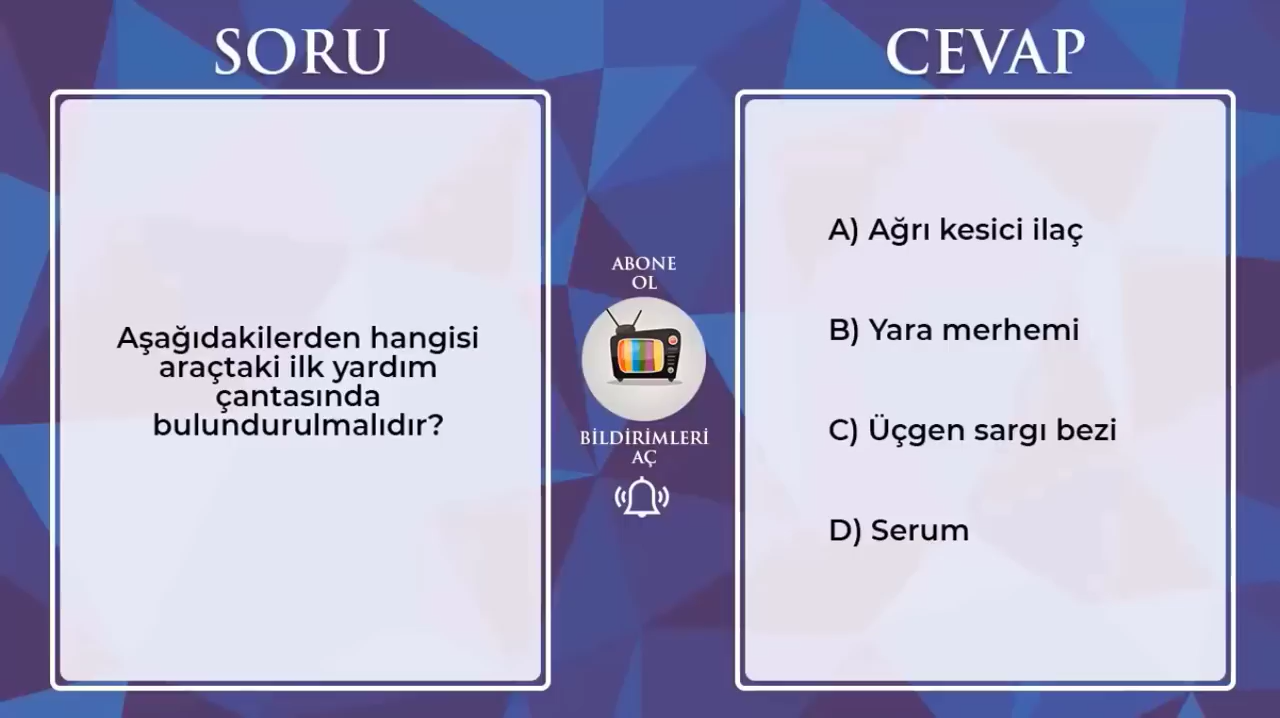 SORU
Aşağıdakilerden hangisi
araçtaki ilk yardım
çantasında
bulundurulmalıdır?
ABONE
OL
BİLDİRİMLERİ
AÇ
CEVAP
A) Ağrı kesici ilaç
B) Yara merhemi
C) Üçgen sargı bezi
D) Serum